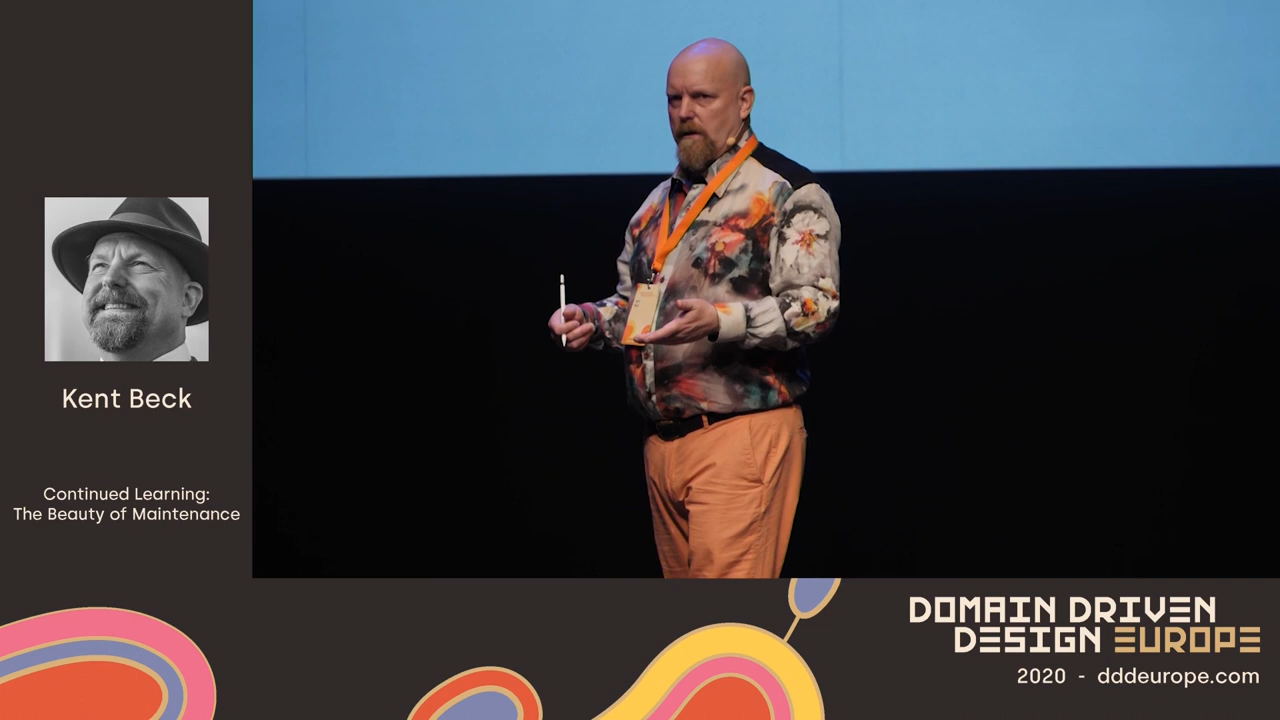 Kent Beck
Continued Learning:
The Beauty of Maintenance
DOMAIN DRIVEN
DESIGN EUROPE
2020 - dddeurope.com